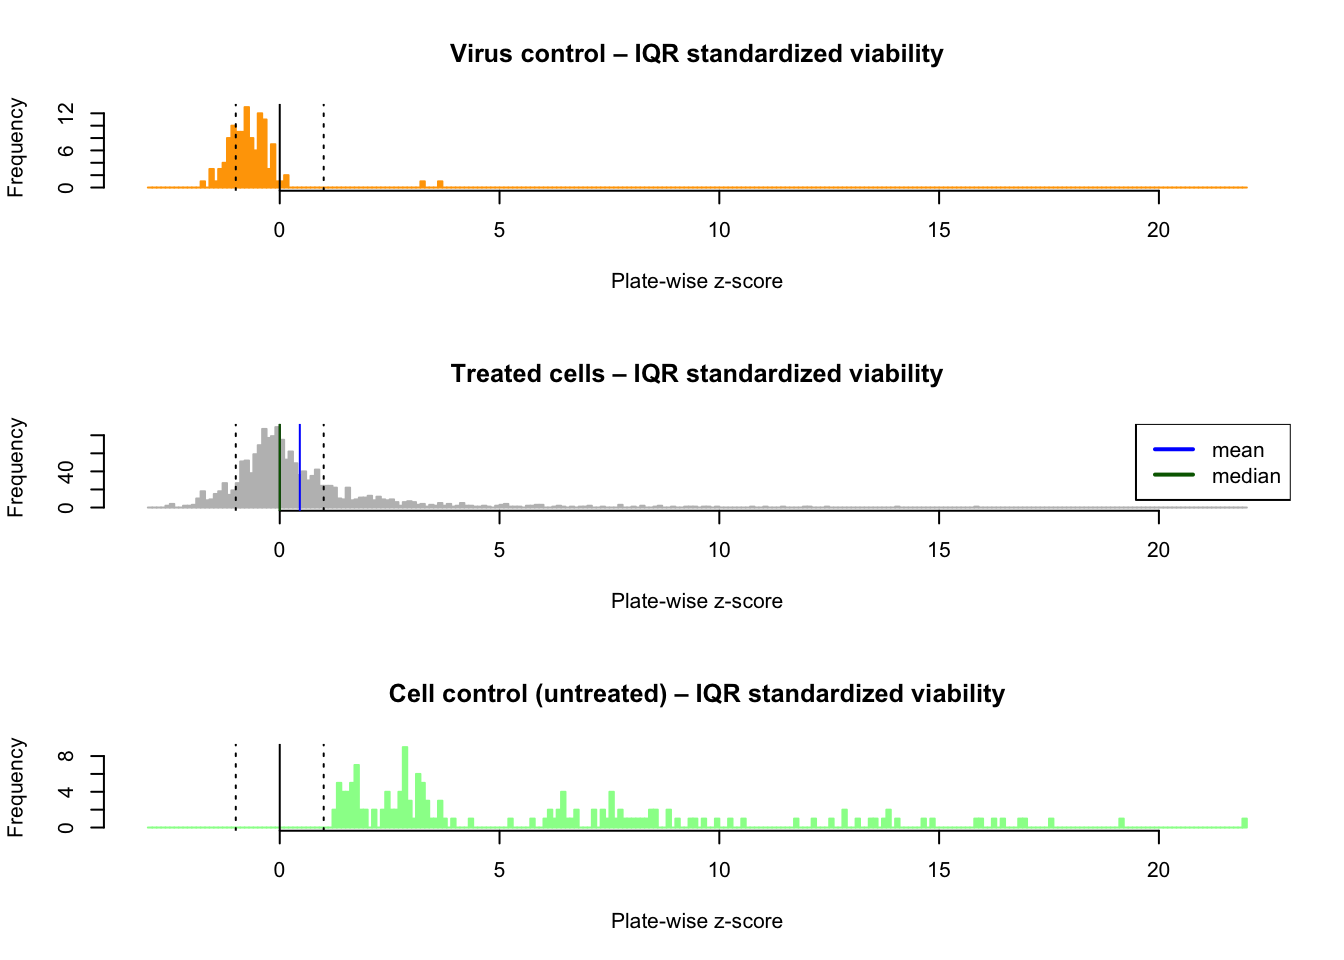 Virus control – IQR standardized viability
Frequency
0 6 12
0 5 10 15 20
Plate-wise z-score
Treated cells – IQR standardized viability
Frequency
0 40
mean
median
0 5 10 15 20
Plate-wise z-score
Cell control (untreated) – IQR standardized viability
Frequency
0 4 8
0 5 10 15 20
Plate-wise z-score